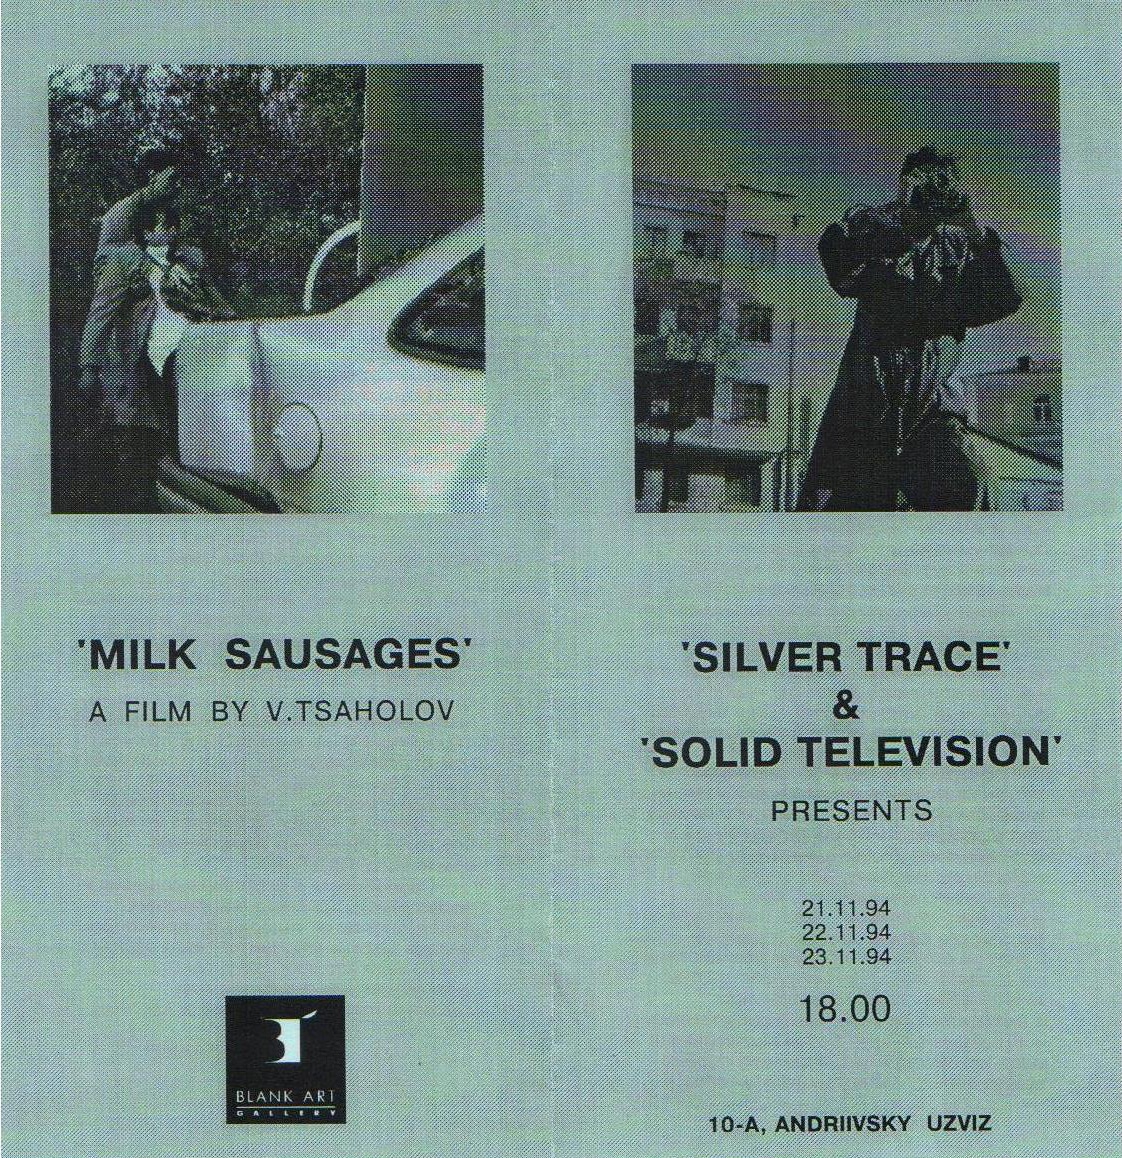 'MILK SAUSAGES'
A FILM BY V.TSAHOLOV
BLANK ART
GALLERY
'SILVER TRACE'
&
'SOLID TELEVISION'
PRESENTS
21.11.94
22.11.94
23.11.94
18.00
10-A, ANDRIIVSKY UZVIZ